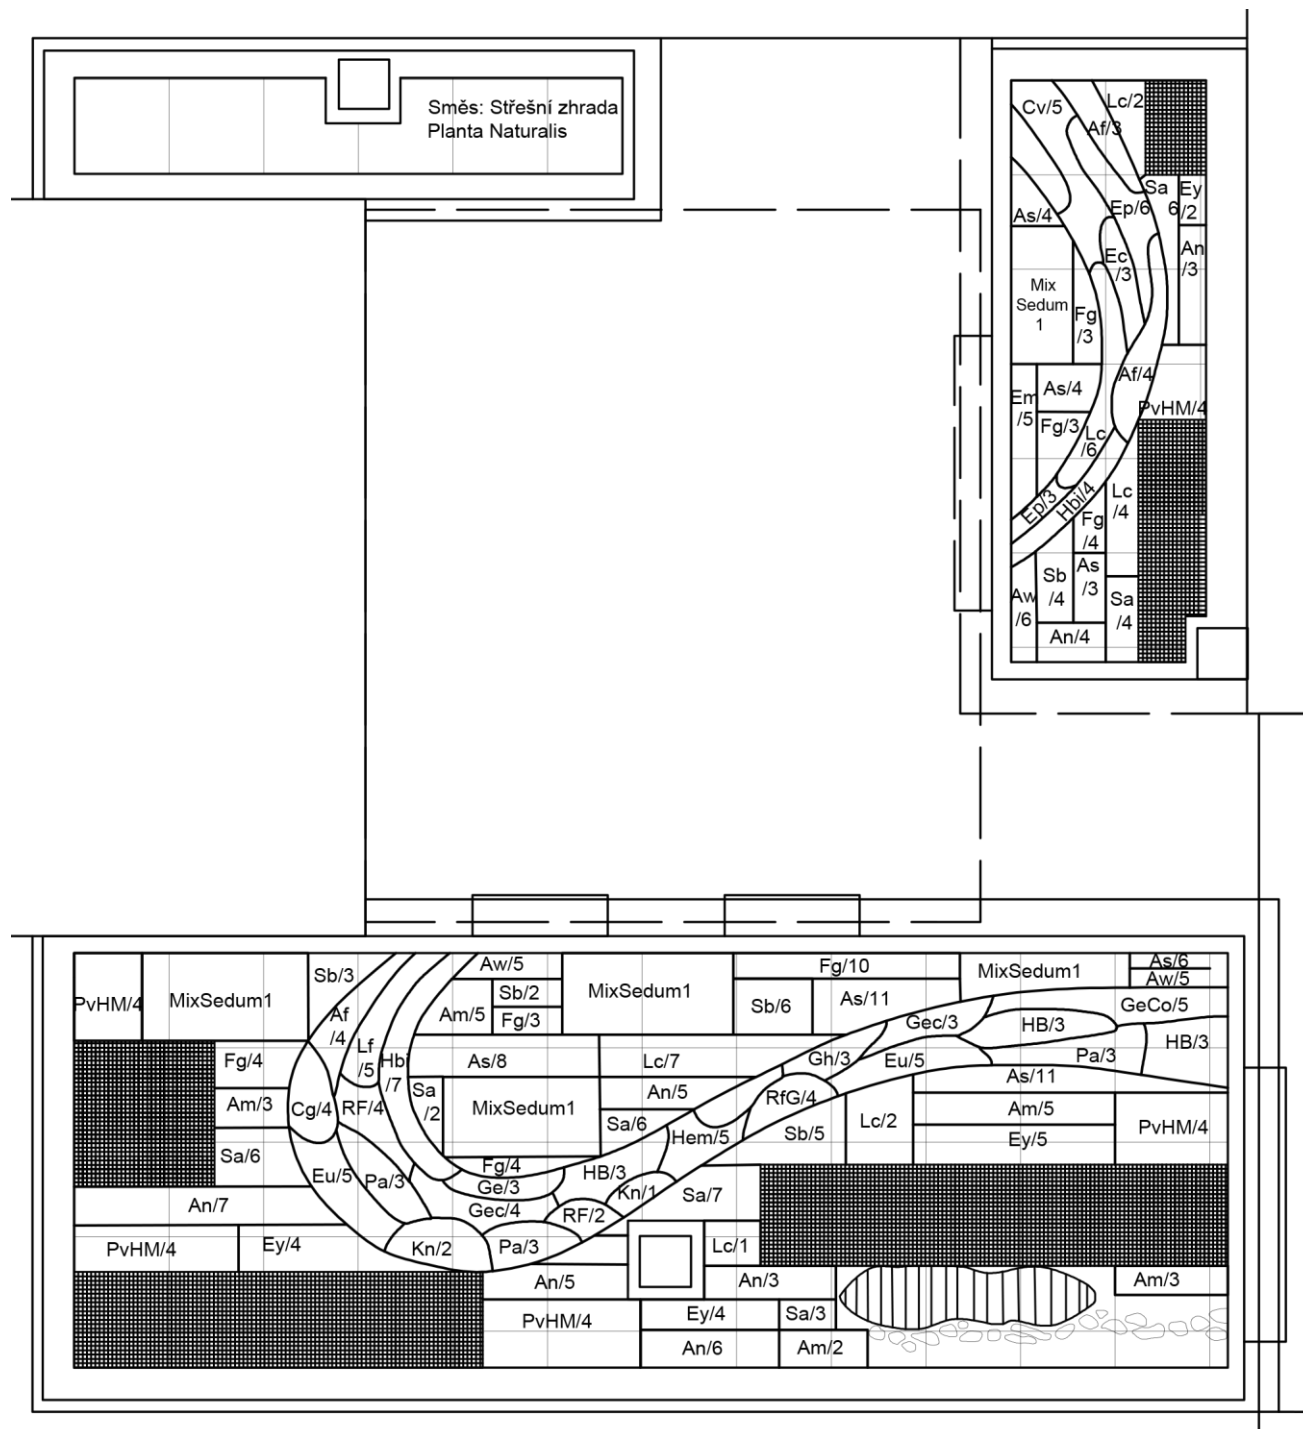 Směs: Střešní zhrada
Planta Naturalis
Cv/5
Lc/2
Af/3
Sa
6
Ey
/2
As/4
Ep/6
An
/3
Ec
/3
Mix
Sedum
1
Fg
/3
Af/4
As/4
Em
/5
PvHM/4
Fg/3
Lc
/6
Ep/3
Hbi/4
Lc
/4
Fg
/4
Sb
/4
As
/3
Aw
/6
Sa
/4
An/4
PvHM/4
MixSedum1
Sb/3
Af
/4
Lf
/5
Hbi
/7
Aw/5
Sb/2
Am/5
Fg/3
MixSedum1
Fg/10
Sb/6
As/11
MixSedum1
As/6
Aw/5
GeCo/5
Gec/3
HB/3
HB/3
Fg/4
As/8
Lc/7
Gh/3
Eu/5
Pa/3
As/11
Am/3
Cg/4
RF/4
Sa
/2
MixSedum1
An/5
RfG/4
Am/5
Sa/6
Hem/5
Sb/5
Lc/2
Ey/5
PvHM/4
Sa/6
Eu/5
Pa/3
Fg/4
Ge/3
HB/3
Kn/1
Sa/7
An/7
Gec/4
RF/2
PvHM/4
Ey/4
Kn/2
Pa/3
Lc/1
An/5
An/3
Am/3
PvHM/4
Ey/4
Sa/3
An/6
Am/2